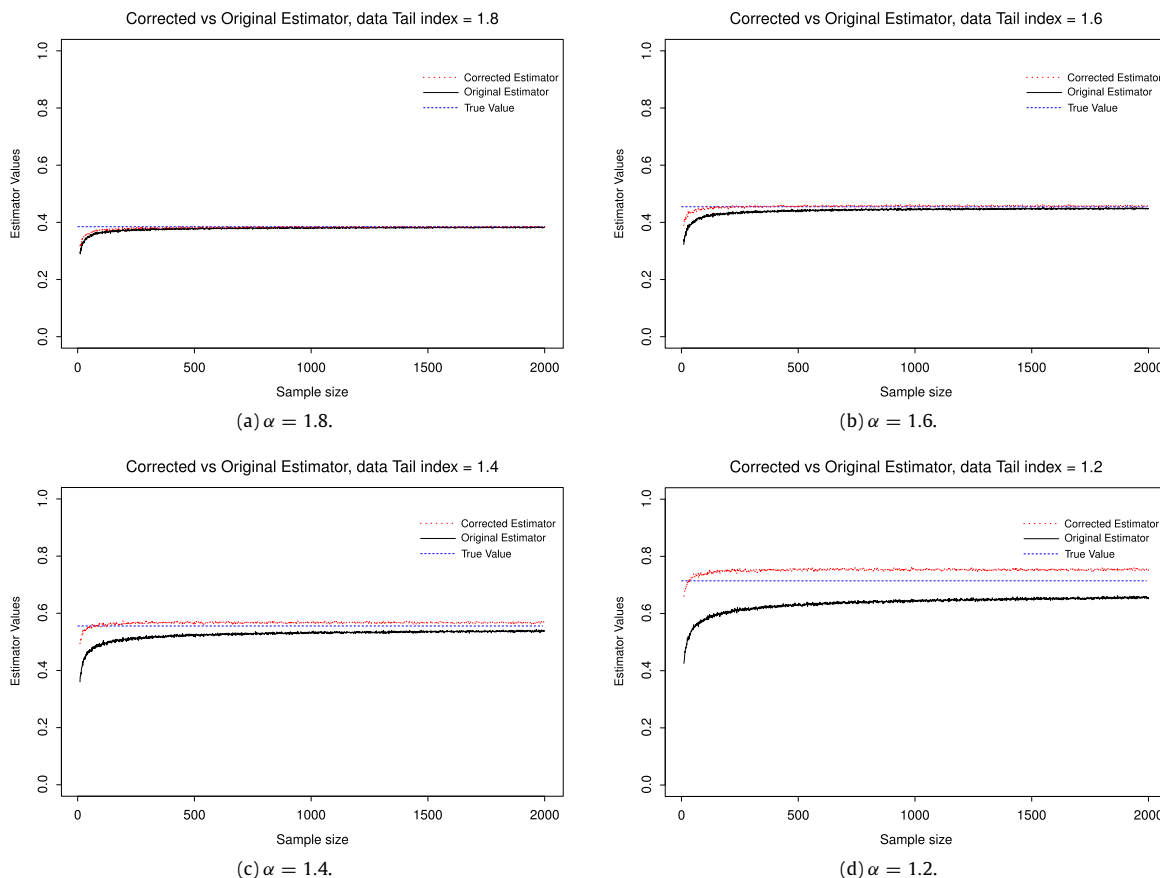 Corrected vs Original Estimator, data Tail index = 1.8
Estimator Values
1.0
0.8
0.6
0.4
0.2
0.0
Corrected Estimator
Original Estimator
True Value
0 500 1000 1500 2000
Sample size
(a) α = 1.8.
Corrected vs Original Estimator, data Tail index = 1.6
Estimator Values
1.0
0.8
0.6
0.4
0.2
0.0
Corrected Estimator
Original Estimator
True Value
0 500 1000 1500 2000
Sample size
(b) α = 1.6.
Corrected vs Original Estimator, data Tail index = 1.4
Estimator Values
1.0
0.8
0.6
0.4
0.2
0.0
Corrected Estimator
Original Estimator
True Value
0 500 1000 1500 2000
Sample size
(c) α = 1.4.
Corrected vs Original Estimator, data Tail index = 1.2
Estimator Values
1.0
0.8
0.6
0.4
0.2
0.0
Corrected Estimator
Original Estimator
True Value
0 500 1000 1500 2000
Sample size
(d) α = 1.2.